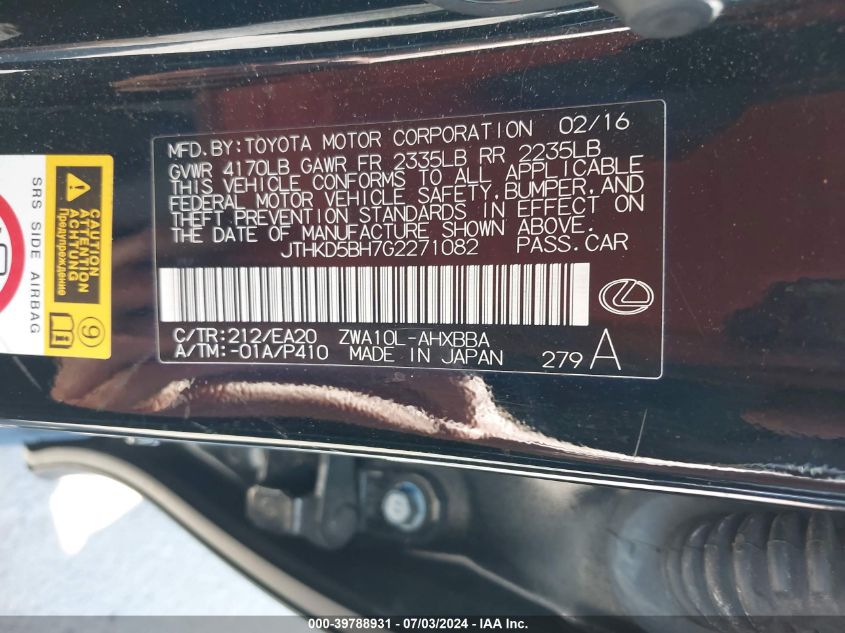 MFD.BY:TOYOTA MOTOR CORPORATION 02/16
GVWR 4170LB GAWR FR 2335LB RR 2235LB
THIS VEHICLE CONFORMS TO ALL APPLICABLE
FEDERAL MOTOR VEHICLE SAFETY,BUMPER,AND
THEFT PREVENTION STANDARDS IN EFFECT ON
THE DATE OF MANUFACTURE SHOWN ABOVE.
JTHKD5BH7G2271082 PASS.CAR
C/TR:212/EA20 ZWA10L-AHXBBA
A/TM:-01A/P410 MADE IN JAPAN 279 A
SRS SIDE AIRBAG
CAUTION
ATTENTION
ACHTUNG
Предупреждение
9
000-39788931 - 07/03/2024 - IAA, Inc.